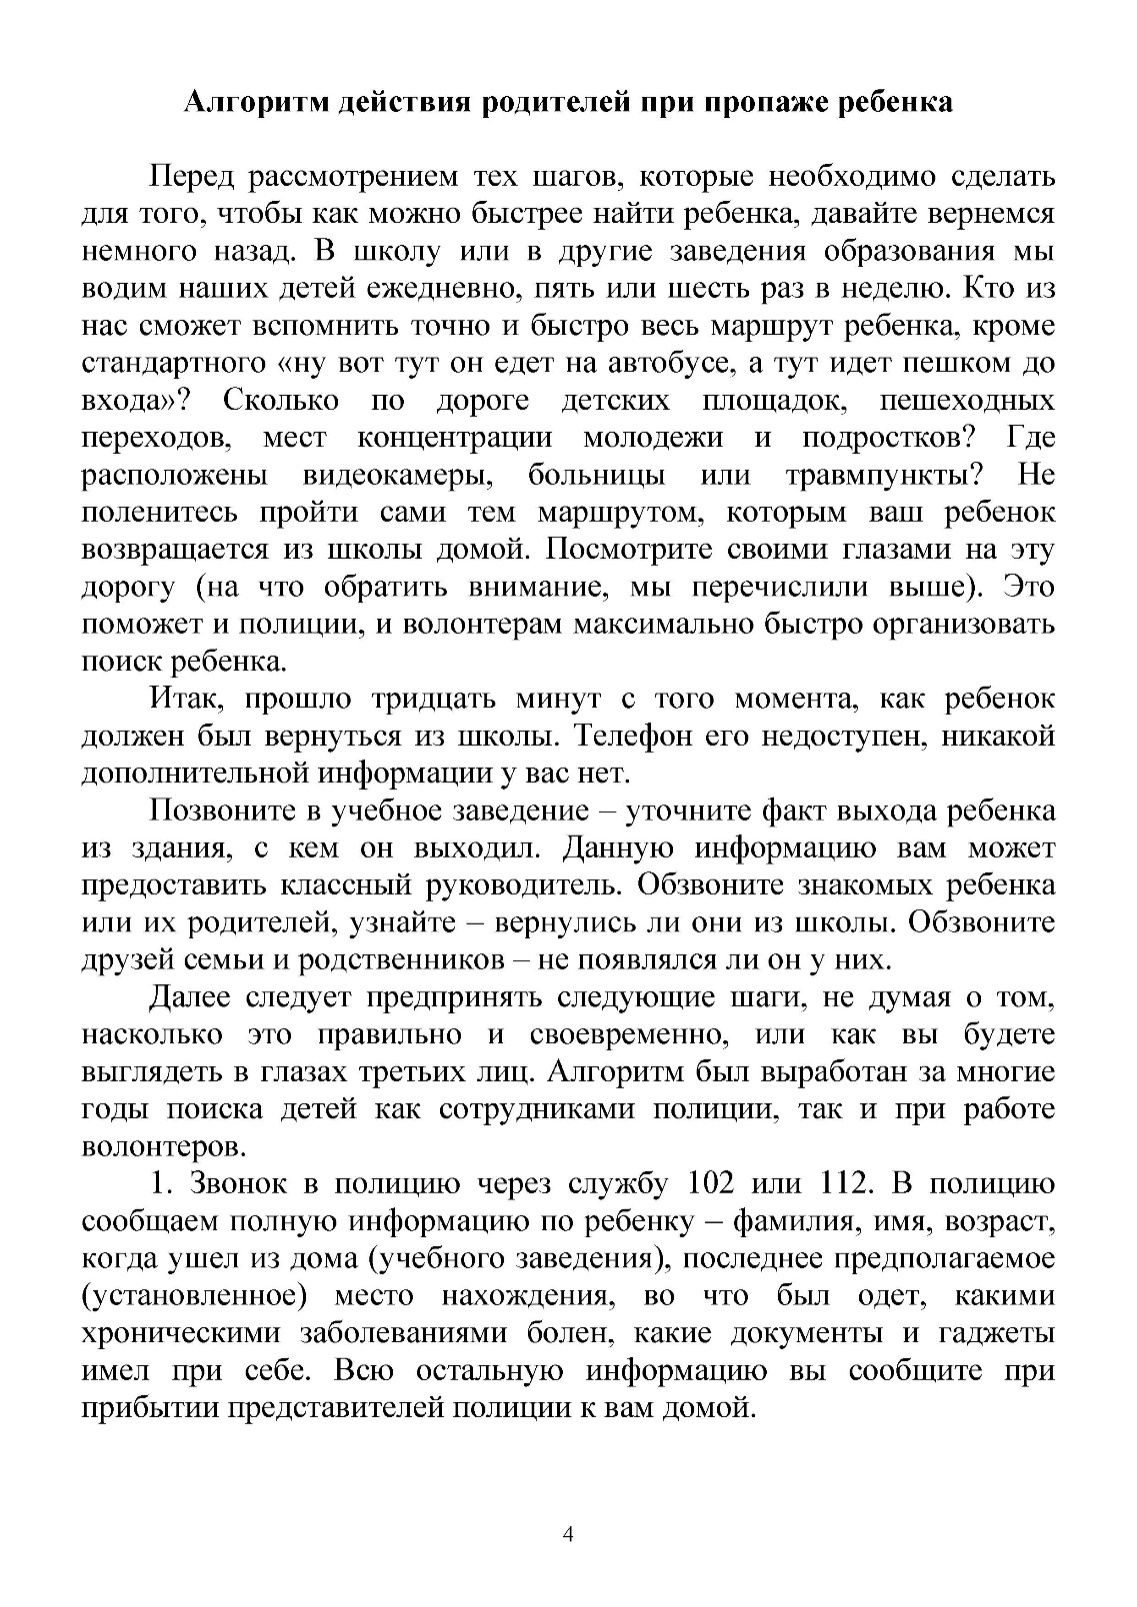 Алгоритм действия родителей при пропаже ребенка
Перед рассмотрением тех шагов, которые необходимо сделать
для того, чтобы как можно быстрее найти ребенка, давайте вернемся
немного назад. В школу или в другие заведения образования мы
водим наших детей ежедневно, пять или шесть раз в неделю. Кто из
нас сможет вспомнить точно и быстро весь маршрут ребенка, кроме
стандартного «ну вот тут он едет на автобусе, а тут идет пешком до
входа»? Сколько по дороге детских площадок, пешеходных
переходов, мест концентрации молодежи и подростков? Где
расположены видеокамеры, больницы или травмпункты? Не
поленитесь пройти сами тем маршрутом, которым ваш ребенок
возвращается из школы домой. Посмотрите своими глазами на эту
дорогу (на что обратить внимание, мы перечислили выше). Это
поможет и полиции, и волонтерам максимально быстро организовать
поиск ребенка.
Итак, прошло тридцать минут с того момента, как ребенок
должен был вернуться из школы. Телефон его недоступен, никакой
дополнительной информации у вас нет.
Позвоните в учебное заведение – уточните факт выхода ребенка
из здания, с кем он выходил. Данную информацию вам может
предоставить классный руководитель. Обзвоните знакомых ребенка
или их родителей, узнайте – вернулись ли они из школы. Обзвоните
друзей семьи и родственников – не появлялся ли он у них.
Далее следует предпринять следующие шаги, не думая о том,
насколько это правильно и своевременно, или как вы будете
выглядеть в глазах третьих лиц. Алгоритм был выработан за многие
годы поиска детей как сотрудниками полиции, так и при работе
волонтеров.
1. Звонок в полицию через службу 102 или 112. В полицию
сообщаем полную информацию по ребенку – фамилия, имя, возраст,
когда ушел из дома (учебного заведения), последнее предполагаемое
(установленное) место нахождения, во что был одет, какими
хроническими заболеваниями болен, какие документы и гаджеты
имел при себе. Всю остальную информацию вы сообщите при
прибытии представителей полиции к вам домой.
4